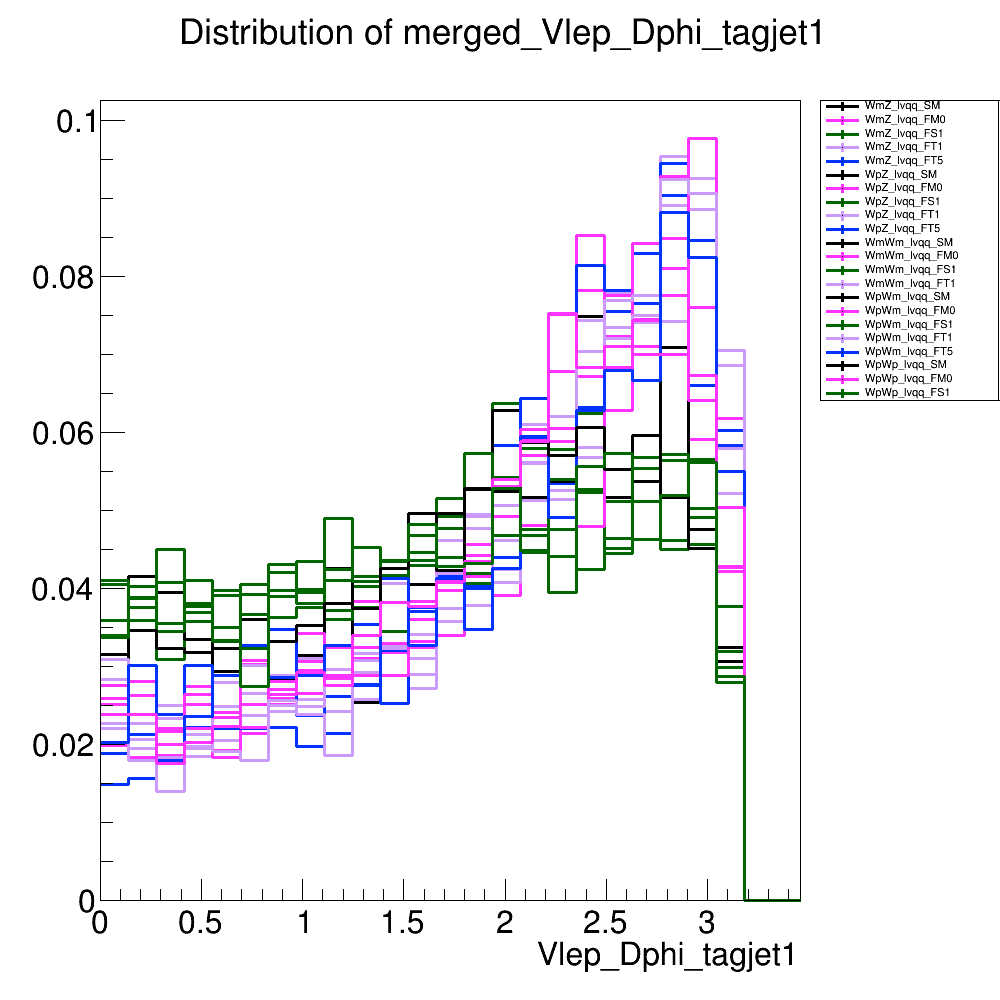 Distribution of merged_Vlep_Dphi_tagjet1
0.1
0.08
0.06
0.04
0.02
0
0 0.5 1 1.5 2 2.5 3
Vlep_Dphi_tagjet1
WmZ_lvqq_SM
WmZ_lvqq_FM0
WmZ_lvqq_FS1
WmZ_lvqq_FT1
WmZ_lvqq_FT5
WpZ_lvqq_SM
WpZ_lvqq_FM0
WpZ_lvqq_FS1
WpZ_lvqq_FT1
WpZ_lvqq_FT5
WmWm_lvqq_SM
WmWm_lvqq_FM0
WmWm_lvqq_FS1
WmWm_lvqq_FT1
WpWm_lvqq_SM
WpWm_lvqq_FM0
WpWm_lvqq_FS1
WpWm_lvqq_FT1
WpWm_lvqq_FT5
WpWp_lvqq_SM
WpWp_lvqq_FM0
WpWp_lvqq_FS1